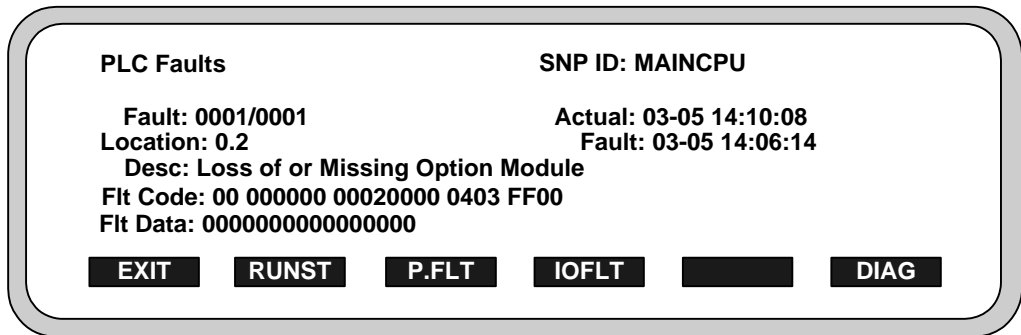 PLC Faults SNP ID: MAINCPU
Fault: 0001/0001 Actual: 03-05 14:10:08
Location: 0.2 Fault: 03-05 14:06:14
Desc: Loss of or Missing Option Module
Flt Code: 00 000000 00020000 0403 FF00
Flt Data: 0000000000000000
EXIT RUNST P.FLT IOFLT DIAG